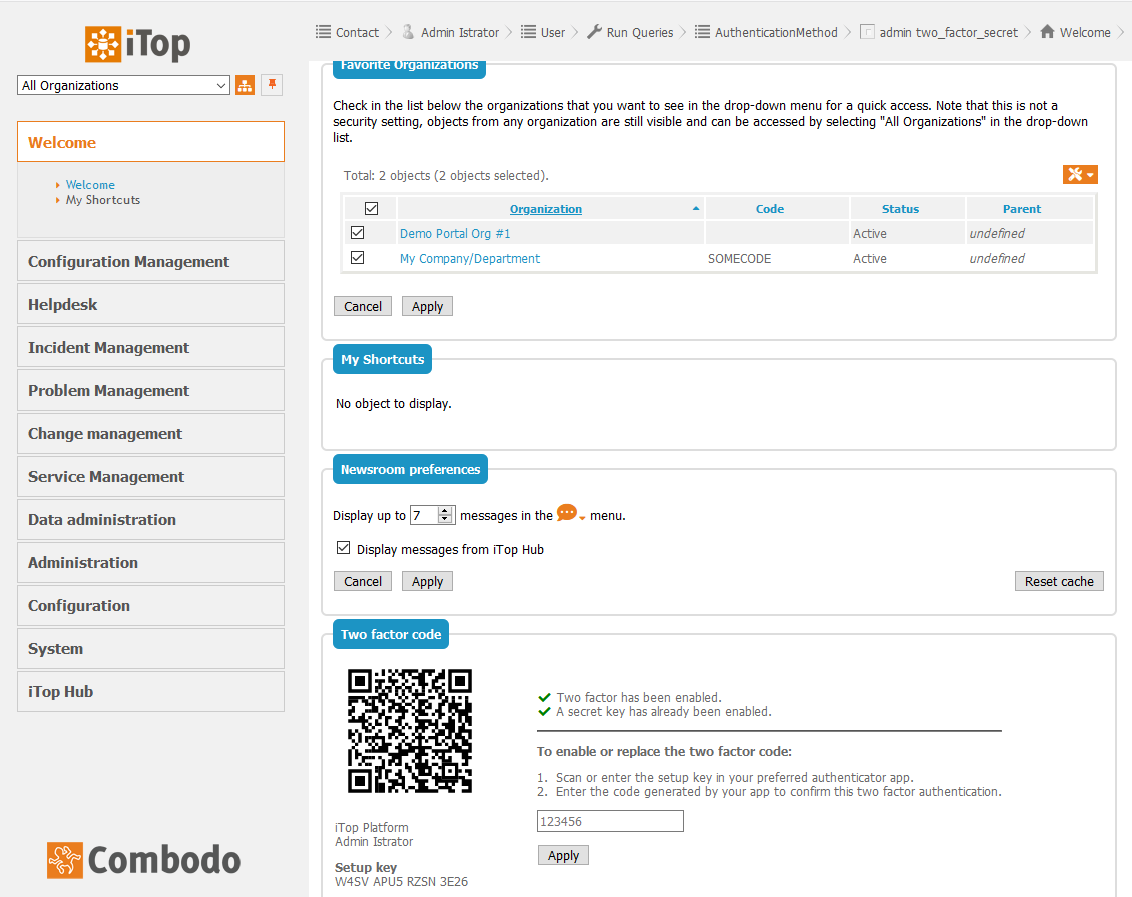 iTop
All Organizations
Welcome
Welcome
My Shortcuts
Configuration Management
Helpdesk
Incident Management
Problem Management
Change management
Service Management
Data administration
Administration
Configuration
System
iTop Hub
Combodo
Contact
Admin Istrator
User
Run Queries
AuthenticationMethod
admin two_factor_secret
Welcome
Favorite Organizations
Check in the list below the organizations that you want to see in the drop-down menu for a quick access. Note that this is not a
security setting, objects from any organization are still visible and can be accessed by selecting "All Organizations" in the drop-down
list.
Total: 2 objects (2 objects selected).
Organization Code Status Parent
Demo Portal Org #1 Active undefined
My Company/Department SOMECODE Active undefined
Cancel Apply
My Shortcuts
No object to display.
Newsroom preferences
Display up to 7 messages in the menu.
Display messages from iTop Hub
Cancel Apply Reset cache
Two factor code
Two factor has been enabled.
A secret key has already been enabled.
To enable or replace the two factor code:
1. Scan or enter the setup key in your preferred authenticator app.
2. Enter the code generated by your app to confirm this two factor authentication.
123456
Apply
iTop Platform
Admin Istrator
Setup key
W4SV APU5 RZSN 3E26